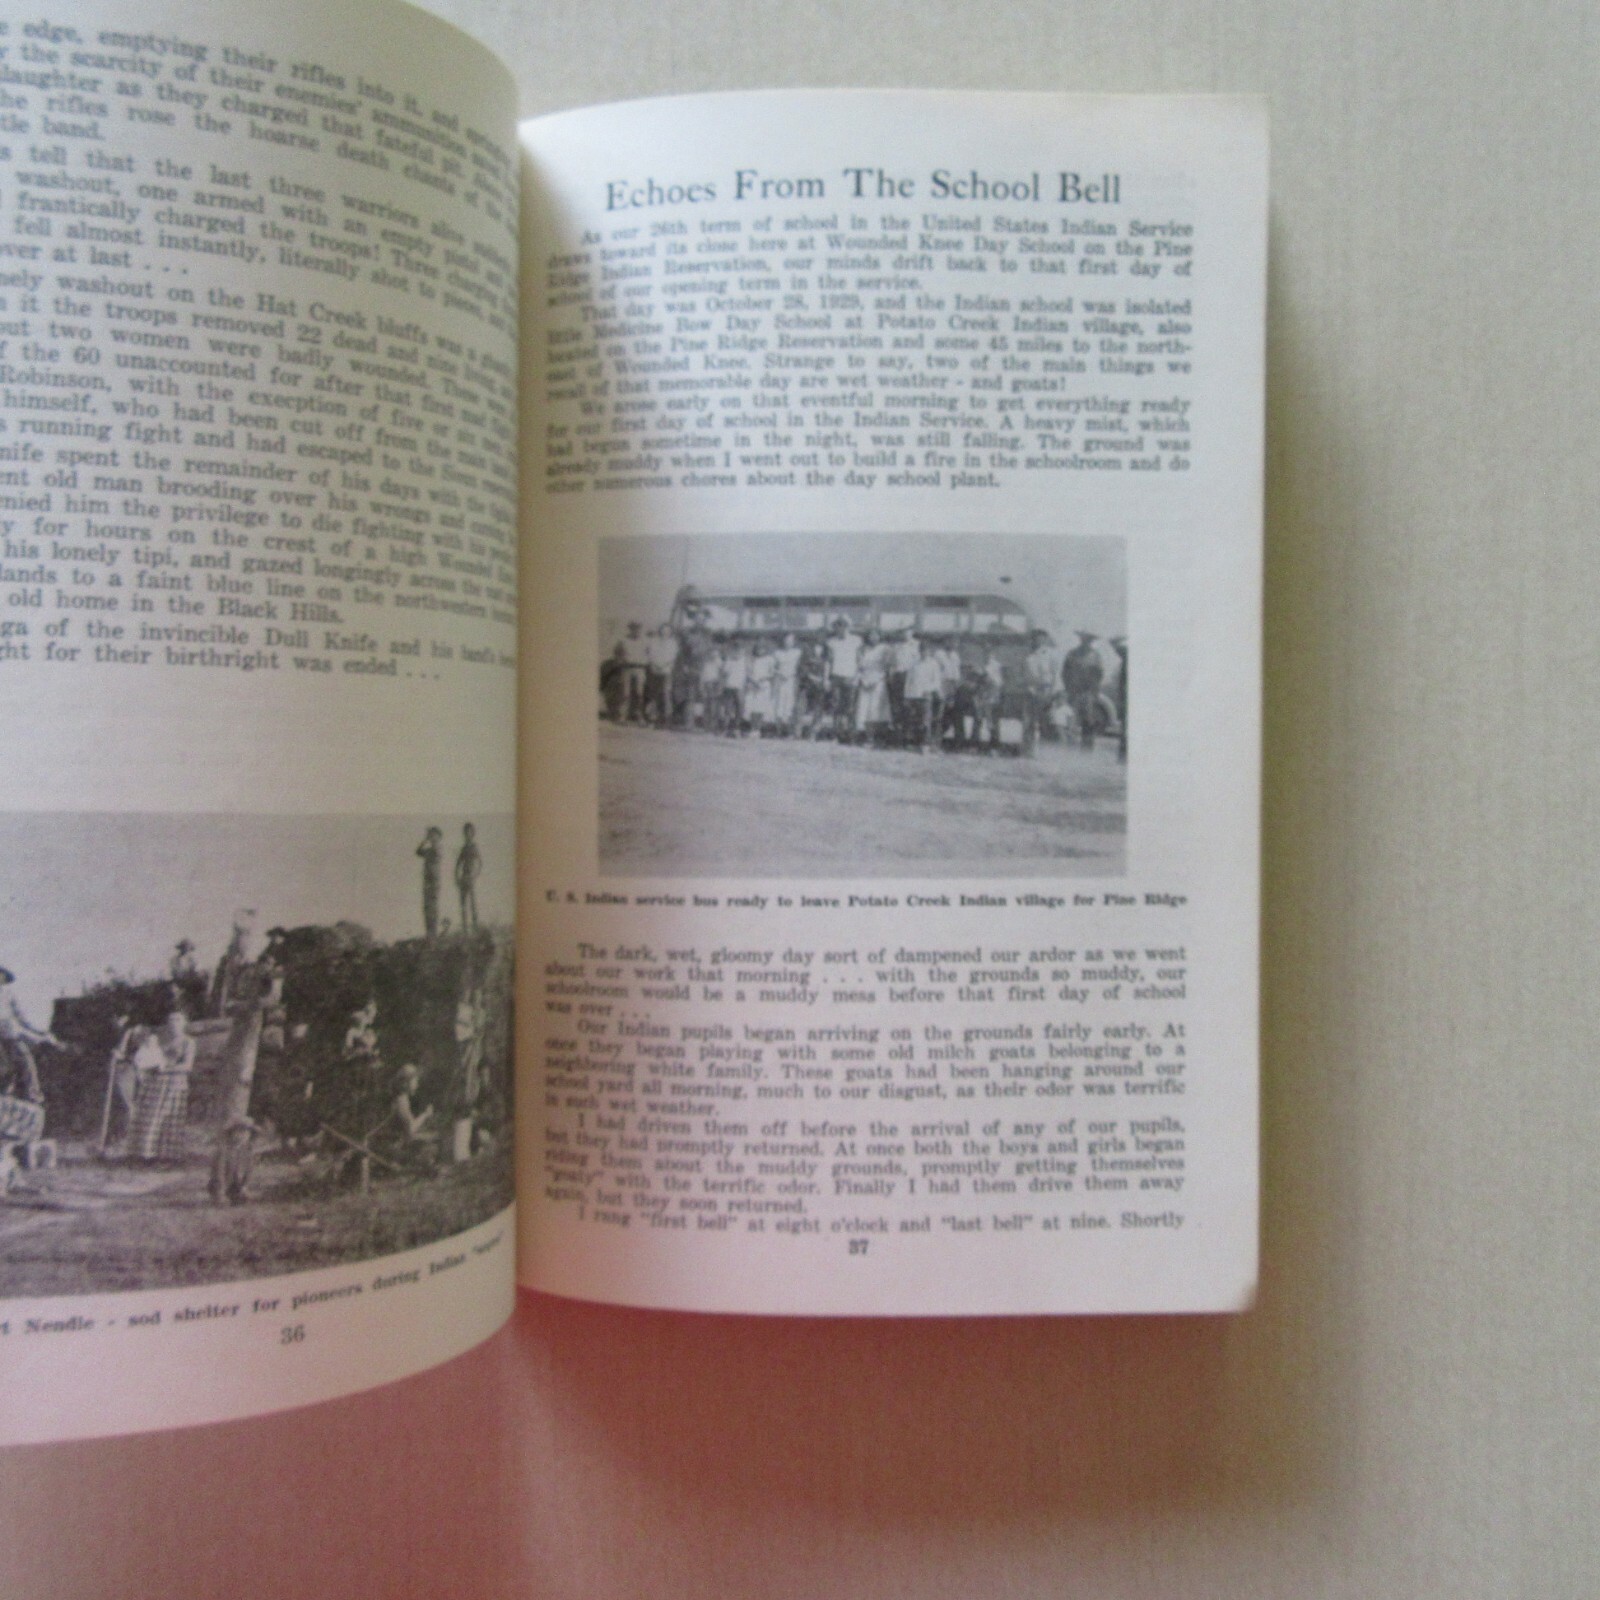 e edge, emptying their rifles into it, and
the scarcity of their enemies' ammunition
laughter as they charged that fateful pit.
he rifles rose the hoarse death chants of the
tle band.
s tell that the last three warriors alive
washout, one armed with an empty pistol and
frantically charged the troops! Three charging
fell almost instantly, literally shot to pieces, and
over at last . . .
nely washout on the Hat Creek bluffs was a
it the troops removed 22 dead and nine living,
out two women were badly wounded. These were
f the 60 unaccounted for after that first mad
Robinson, with the exception of five or six men,
himself, who had been cut off from the main band
s running fight and had escaped to the Sioux
nife spent the remainder of his days with the
ent old man brooding over his wrongs and cursing
enied him the privilege to die fighting with his people.
y for hours on the crest of a high Wounded
his lonely tipi, and gazed longingly across the
lands to a faint blue line on the northwestern
old home in the Black Hills.
ga of the invincible Dull Knife and his band's
ght for their birthright was ended . . .
Nendle - sod shelter for pioneers during Indian
36
Echoes From The School Bell
As our 26th term of school in the United States Indian Service
draws toward its close here at Wounded Knee Day School on the Pine
Ridge Indian Reservation, our minds drift back to that first day of
school of our opening term in the service.
That day was October 28, 1929, and the Indian school was isolated
little Medicine Bow Day School at Potato Creek Indian village, also
located on the Pine Ridge Reservation and some 45 miles to the north-
east of Wounded Knee. Strange to say, two of the main things we
recall of that memorable day are wet weather - and goats!
We arose early on that eventful morning to get everything ready
for our first day of school in the Indian Service. A heavy mist, which
had begun sometime in the night, was still falling. The ground was
already muddy when I went out to build a fire in the schoolroom and do
other numerous chores about the day school plant.
U. S. Indian service bus ready to leave Potato Creek Indian village for Pine Ridge
The dark, wet, gloomy day sort of dampened our ardor as we went
about our work that morning . . . with the grounds so muddy, our
schoolroom would be a muddy mess before that first day of school
was over . . .
Our Indian pupils began arriving on the grounds fairly early. At
once they began playing with some old milch goats belonging to a
neighboring white family. These goats had been hanging around our
school yard all morning, much to our disgust, as their odor was terrific
in such wet weather.
I had driven them off before the arrival of any of our pupils,
but they had promptly returned. At once both the boys and girls began
riding them about the muddy grounds, promptly getting themselves
"goaty" with the terrific odor. Finally I had them drive them away
again, but they soon returned.
I rang "first bell" at eight o'clock and "last bell" at nine. Shortly
37